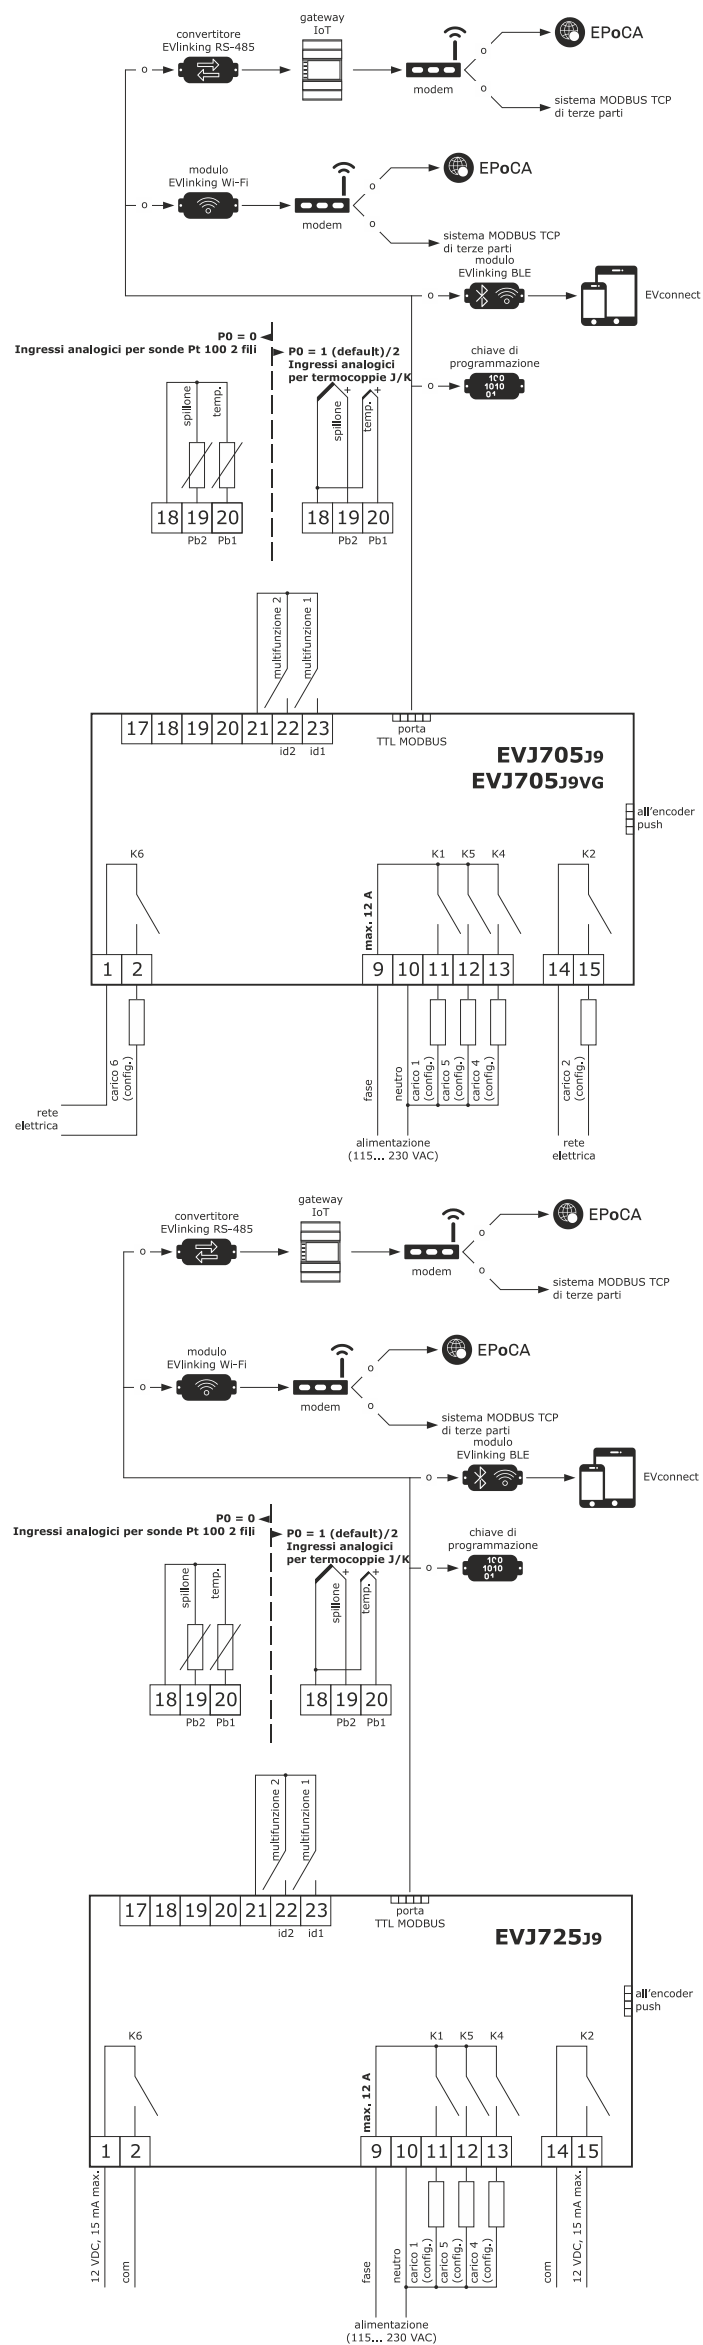 convertitore
EVlinking RS-485
gateway
IoT
modem
EPoCA
sistema MODBUS TCP
di terze parti
o
o
o
modulo
EVlinking Wi-Fi
modem
EPoCA
sistema MODBUS TCP
di terze parti
o
o
o
modulo
EVlinking BLE
o
EVconnect
chiave di
programmazione
o
100
1010
01
P0 = 0
Ingressi analogici per sonde Pt 100 2 fili
P0 = 1 (default)/2
Ingressi analogici
per termocoppie J/K
spillone
temp.
18 19 20
Pb2 Pb1
spillone
+
temp.
+
18 19 20
Pb2 Pb1
multifunzione 2
multifunzione 1
17 18 19 20 21 22 23
id2 id1
porta
TTL MODBUS
EVJ705J9
EVJ705J9VG
all'encoder
push
K6
K1 K5 K4
K2
max. 12 A
1 2
9 10 11 12 13
14 15
carico 6
(config.)
rete
elettrica
fase
neutro
carico 1
(config.)
carico 5
(config.)
carico 4
(config.)
alimentazione
(115... 230 VAC)
carico 2
(config.)
rete
elettrica
convertitore
EVlinking RS-485
gateway
IoT
modem
EPoCA
sistema MODBUS TCP
di terze parti
o
o
o
modulo
EVlinking Wi-Fi
modem
EPoCA
sistema MODBUS TCP
di terze parti
o
o
o
modulo
EVlinking BLE
o
EVconnect
chiave di
programmazione
o
100
1010
01
P0 = 0
Ingressi analogici per sonde Pt 100 2 fili
P0 = 1 (default)/2
Ingressi analogici
per termocoppie J/K
spillone
temp.
18 19 20
Pb2 Pb1
spillone
+
temp.
+
18 19 20
Pb2 Pb1
multifunzione 2
multifunzione 1
17 18 19 20 21 22 23
id2 id1
porta
TTL MODBUS
EVJ725J9
all'encoder
push
K6
K1 K5 K4
K2
max. 12 A
1 2
9 10 11 12 13
14 15
12 VDC, 15 mA max.
com
fase
neutro
carico 1
(config.)
carico 5
(config.)
carico 4
(config.)
com
12 VDC, 15 mA max.
alimentazione
(115... 230 VAC)